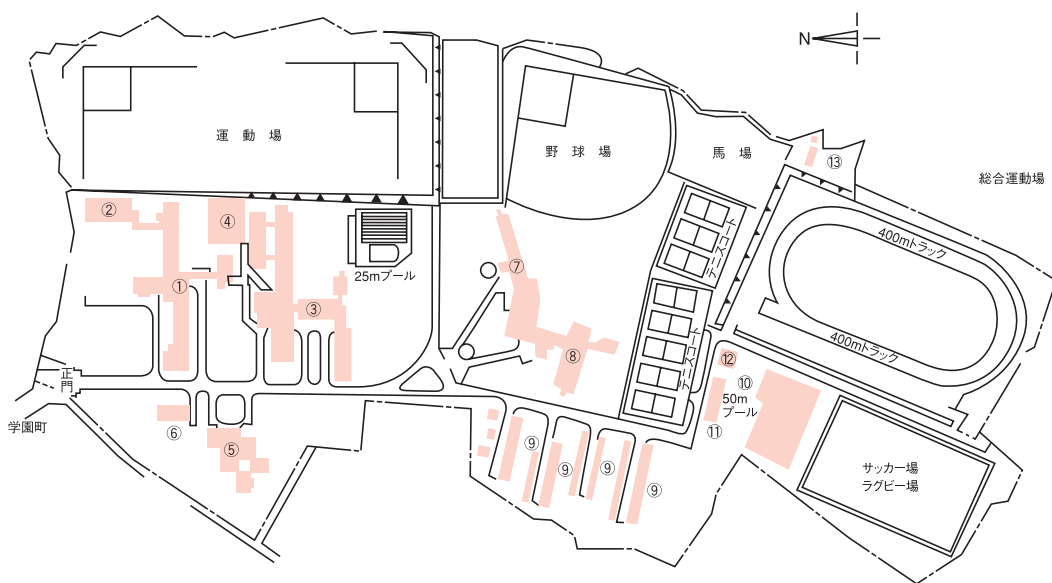 N
運動場
野球場
馬場
⑬
総合運動場
②
④
400mトラック
テニスコート
⑦
25mプール
①
③
400mトラック
テニスコート
⑧
⑫
正門
⑩
50m
プール
学園町
⑥
⑪
⑤
⑨
⑨
⑨
⑨
サッカー場
ラグビー場